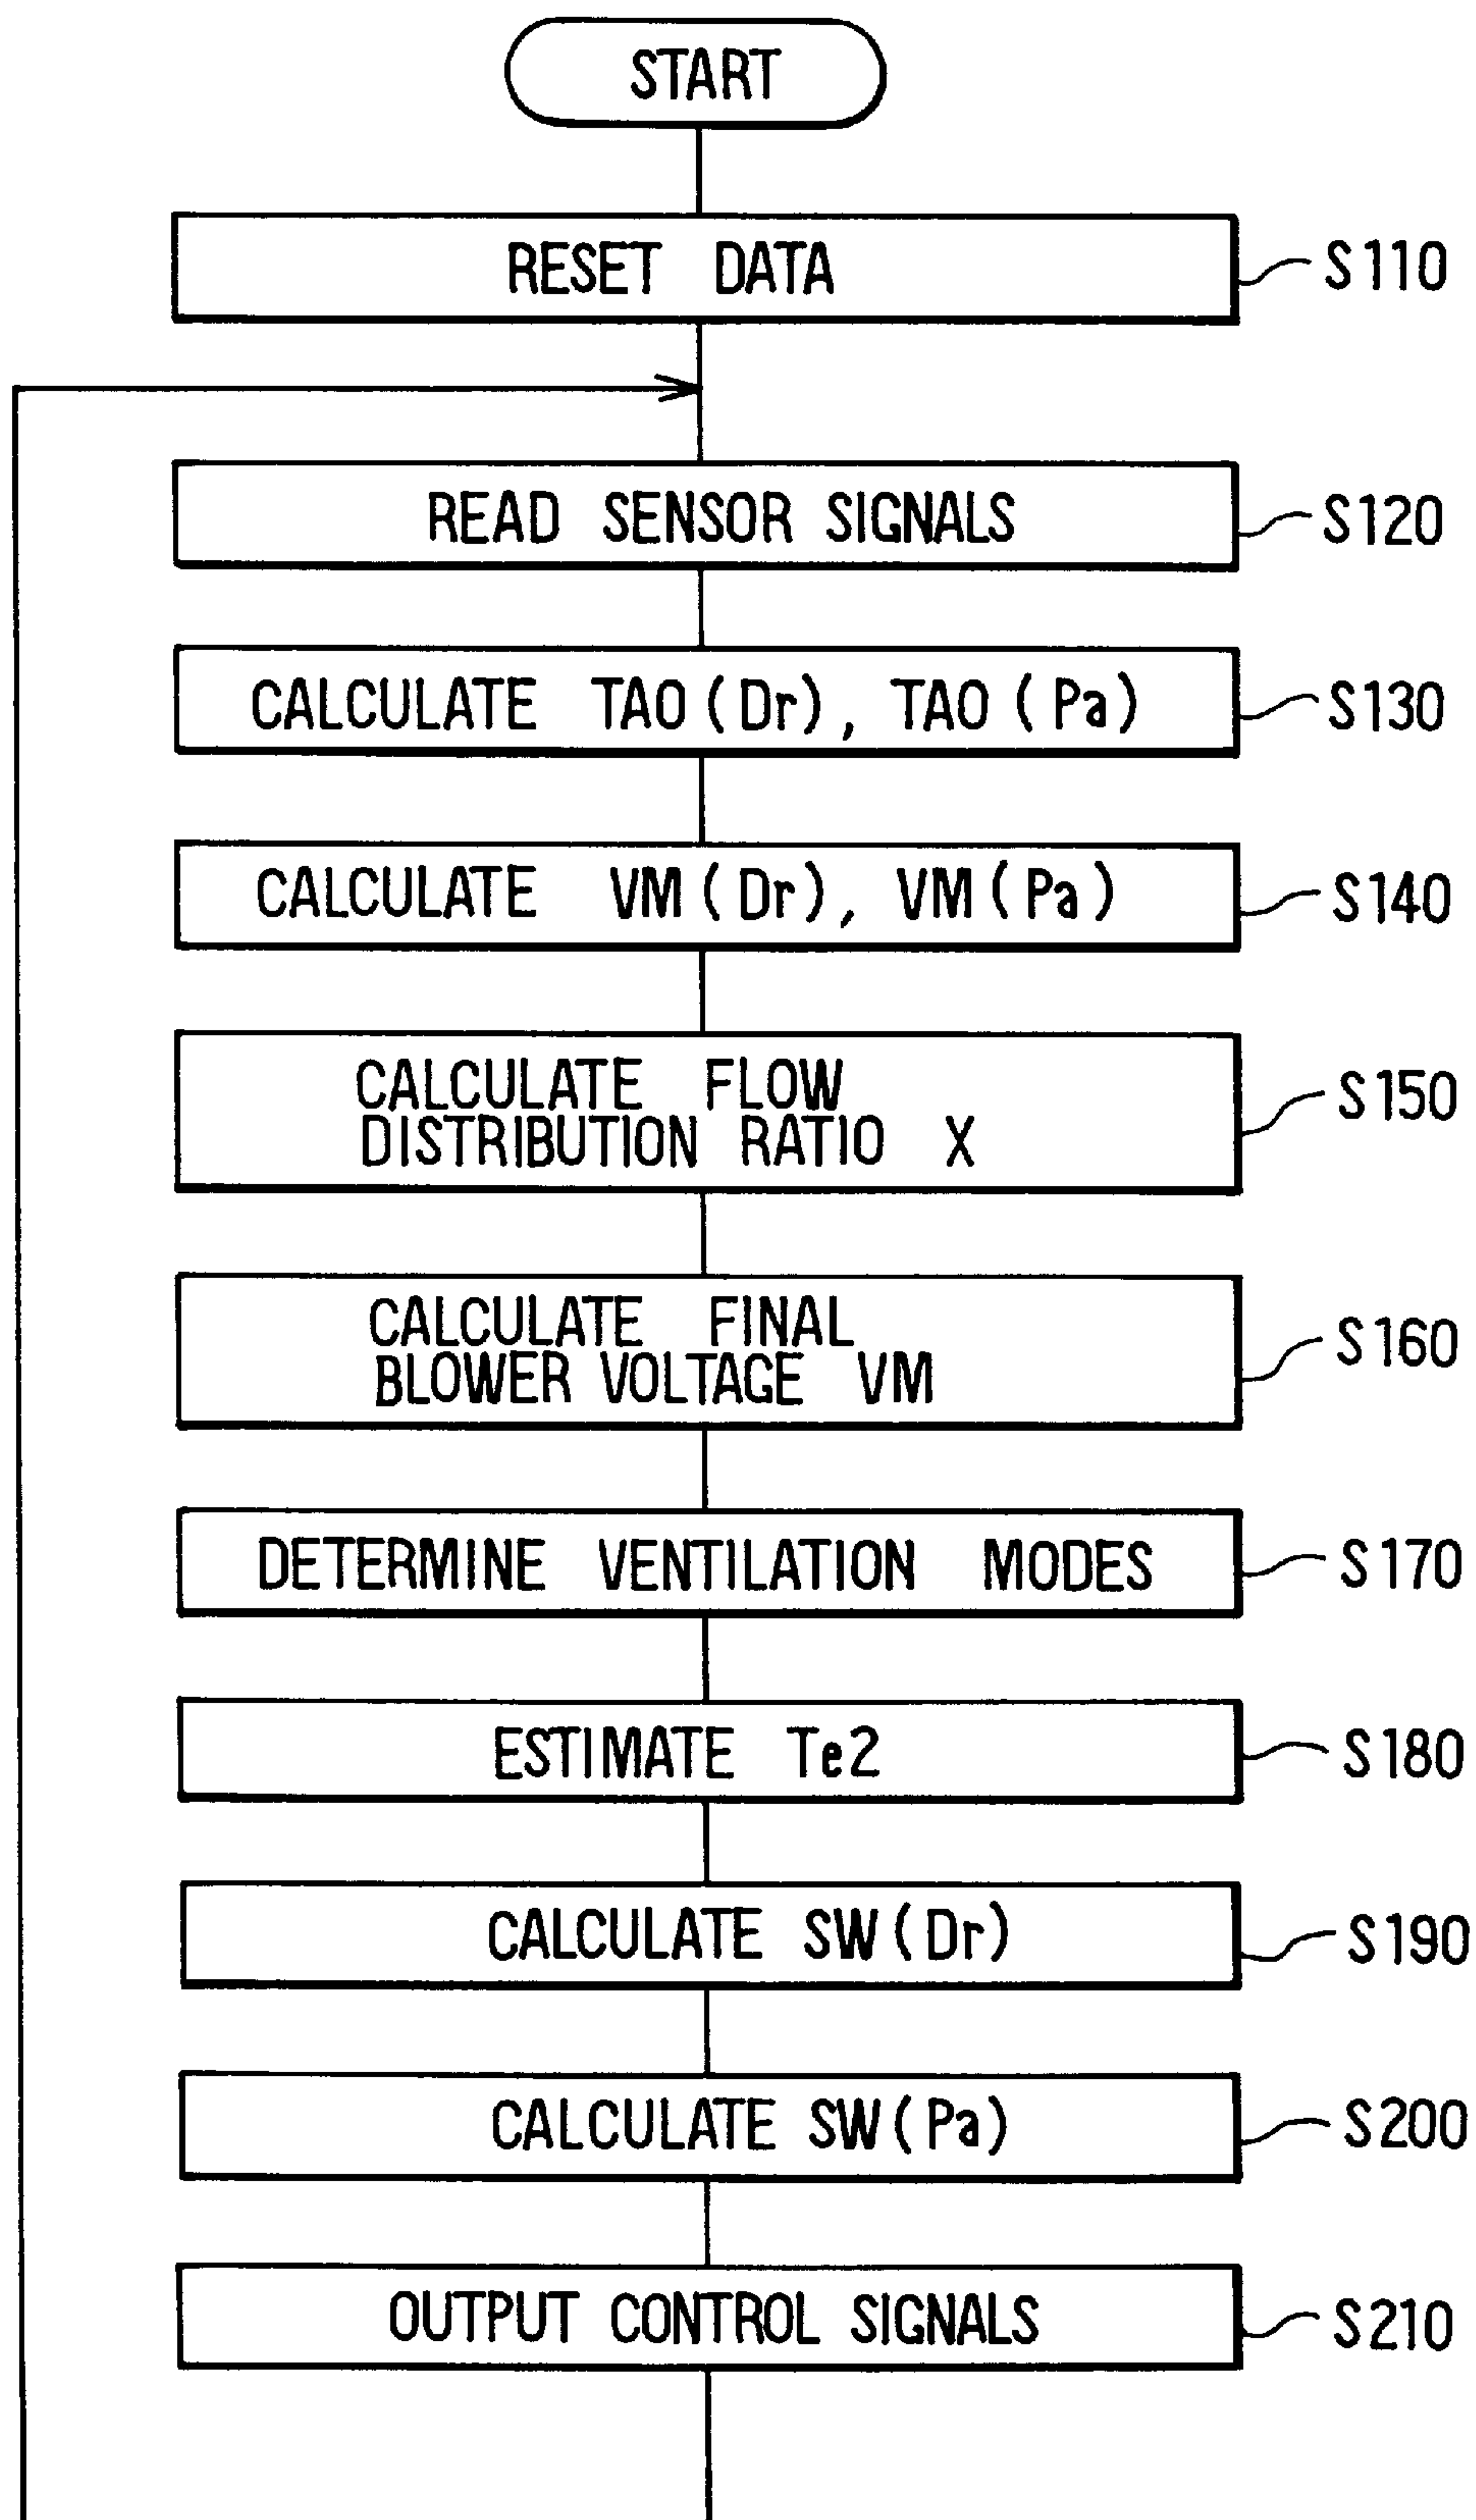 START
RESET DATA
S110
READ SENSOR SIGNALS
S120
CALCULATE TAO(Dr), TAO(Pa)
S130
CALCULATE VM(Dr), VM(Pa)
S140
CALCULATE FLOW
DISTRIBUTION RATIO X
S150
CALCULATE FINAL
BLOWER VOLTAGE VM
S160
DETERMINE VENTILATION MODES
S170
ESTIMATE Te2
S180
CALCULATE SW(Dr)
S190
CALCULATE SW(Pa)
S200
OUTPUT CONTROL SIGNALS
S210